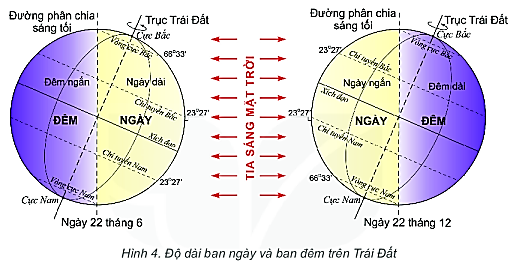 Đường phân chia
sáng tối
Trục Trái Đất
Cực Bắc
Vòng cực Bắc
66°33'
Đêm ngắn
Ngày dài
Chí tuyến Bắc
23°27'
ĐÊM
NGÀY
Xích đạo
Chí tuyến Nam
23°27'
Vòng cực Nam
Cực Nam
Ngày 22 tháng 6
TIA SÁNG MẶT TRỜI
Đường phân chia
sáng tối
Trục Trái Đất
Cực Bắc
Vòng cực Bắc
23°27'
Chí tuyến Bắc
Ngày ngắn
Đêm dài
Xích đạo
23°27'
NGÀY
ĐÊM
Chí tuyến Nam
66°33'
Vòng cực Nam
Cực Nam
Ngày 22 tháng 12
Hình 4. Độ dài ban ngày và ban đêm trên Trái Đất